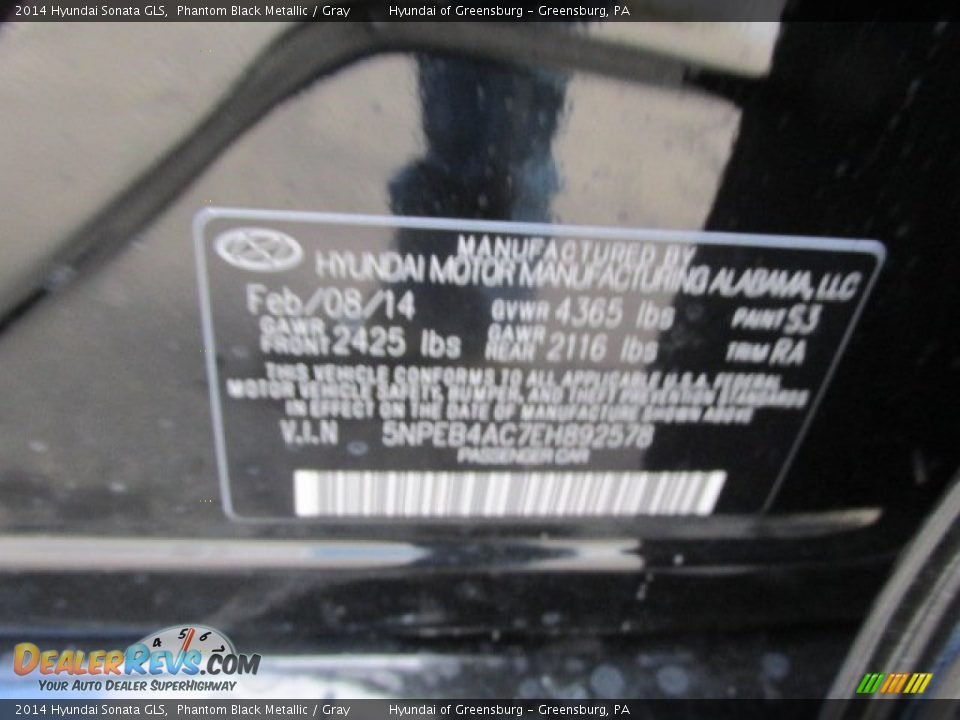 2014 Hyundai Sonata GLS,  Phantom Black Metallic / Gray          Hyundai of Greensburg - Greensburg, PA
MANUFACTURED BY
HYUNDAI MOTOR MANUFACTURING ALABAMA, LLC
Feb/08/14 GVWR 4365 lbs PAINT S3
GAWR FRONT 2425 lbs GAWR REAR 2116 lbs TRIM RA
THIS VEHICLE CONFORMS TO ALL APPLICABLE U.S.A. FEDERAL
MOTOR VEHICLE SAFETY, BUMPER, AND THEFT PREVENTION STANDARDS
IN EFFECT ON THE DATE OF MANUFACTURE SHOWN ABOVE
V.I.N 5NPEB4AC7EH892578
PASSENGER CAR
4 5 6
DEALERREVS.COM
YOUR AUTO DEALER SUPERHIGHWAY
2014 Hyundai Sonata GLS,  Phantom Black Metallic / Gray          Hyundai of Greensburg - Greensburg, PA